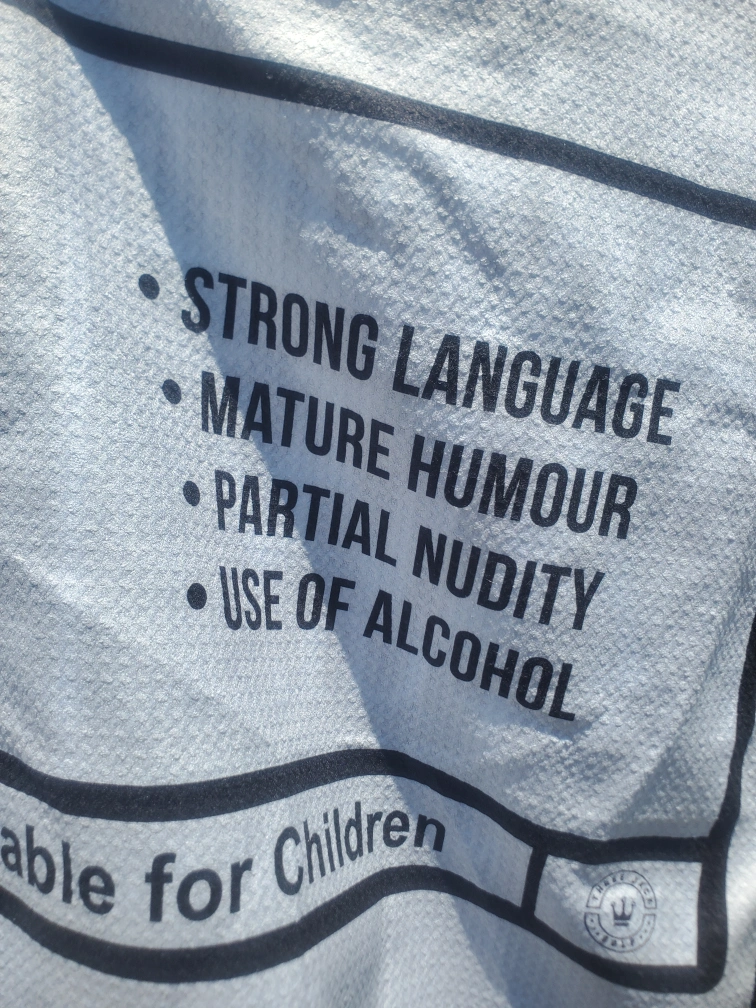 • STRONG LANGUAGE
• MATURE HUMOUR
• PARTIAL NUDITY
• USE OF ALCOHOL
able for Children